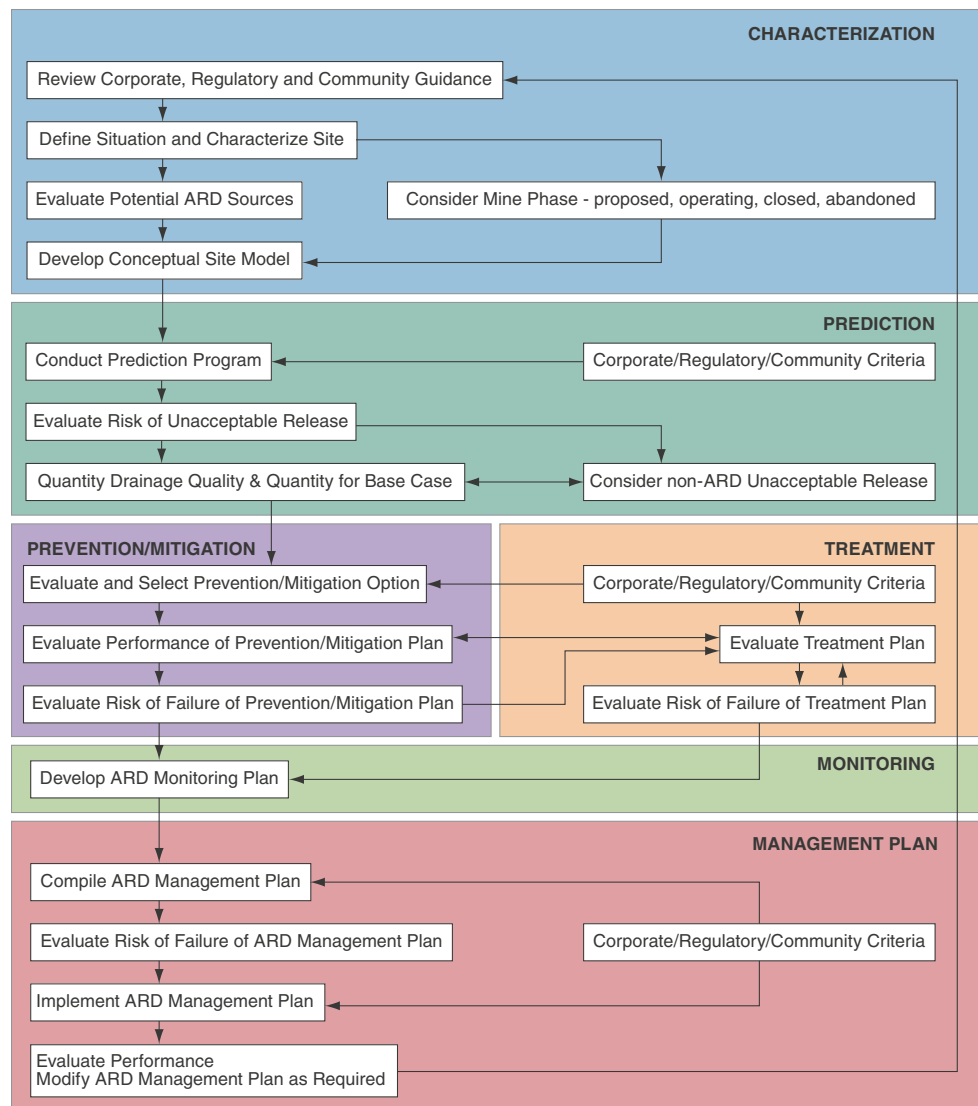 CHARACTERIZATION
Review Corporate, Regulatory and Community Guidance
Define Situation and Characterize Site
Evaluate Potential ARD Sources
Consider Mine Phase - proposed, operating, closed, abandoned
Develop Conceptual Site Model
PREDICTION
Conduct Prediction Program
Corporate/Regulatory/Community Criteria
Evaluate Risk of Unacceptable Release
Quantity Drainage Quality & Quantity for Base Case
Consider non-ARD Unacceptable Release
PREVENTION/MITIGATION
TREATMENT
Evaluate and Select Prevention/Mitigation Option
Corporate/Regulatory/Community Criteria
Evaluate Performance of Prevention/Mitigation Plan
Evaluate Treatment Plan
Evaluate Risk of Failure of Prevention/Mitigation Plan
Evaluate Risk of Failure of Treatment Plan
MONITORING
Develop ARD Monitoring Plan
MANAGEMENT PLAN
Compile ARD Management Plan
Evaluate Risk of Failure of ARD Management Plan
Corporate/Regulatory/Community Criteria
Implement ARD Management Plan
Evaluate Performance
Modify ARD Management Plan as Required